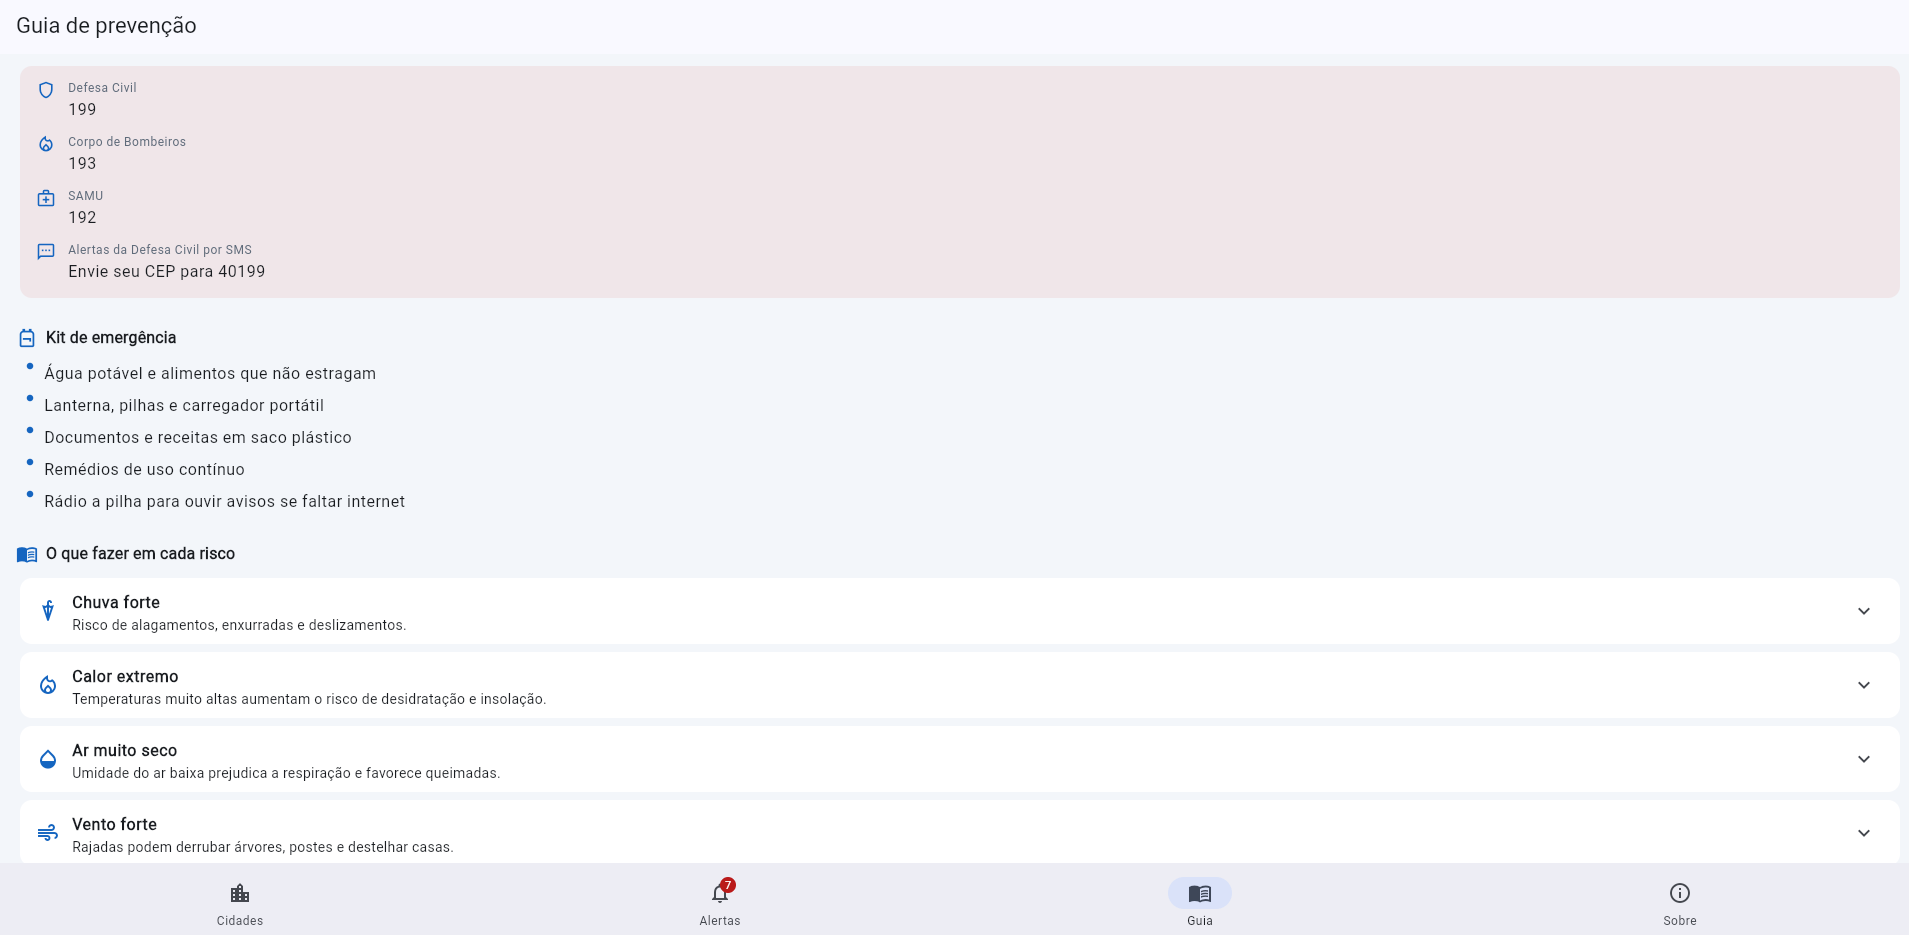 Guia de prevenção
Defesa Civil
199
Corpo de Bombeiros
193
SAMU
192
Alertas da Defesa Civil por SMS
Envie seu CEP para 40199
Kit de emergência
Água potável e alimentos que não estragam
Lanterna, pilhas e carregador portátil
Documentos e receitas em saco plástico
Remédios de uso contínuo
Rádio a pilha para ouvir avisos se faltar internet
O que fazer em cada risco
Chuva forte
Risco de alagamentos, enxurradas e deslizamentos.
Calor extremo
Temperaturas muito altas aumentam o risco de desidratação e insolação.
Ar muito seco
Umidade do ar baixa prejudica a respiração e favorece queimadas.
Vento forte
Rajadas podem derrubar árvores, postes e destelhar casas.
7
Cidades
Alertas
Guia
Sobre